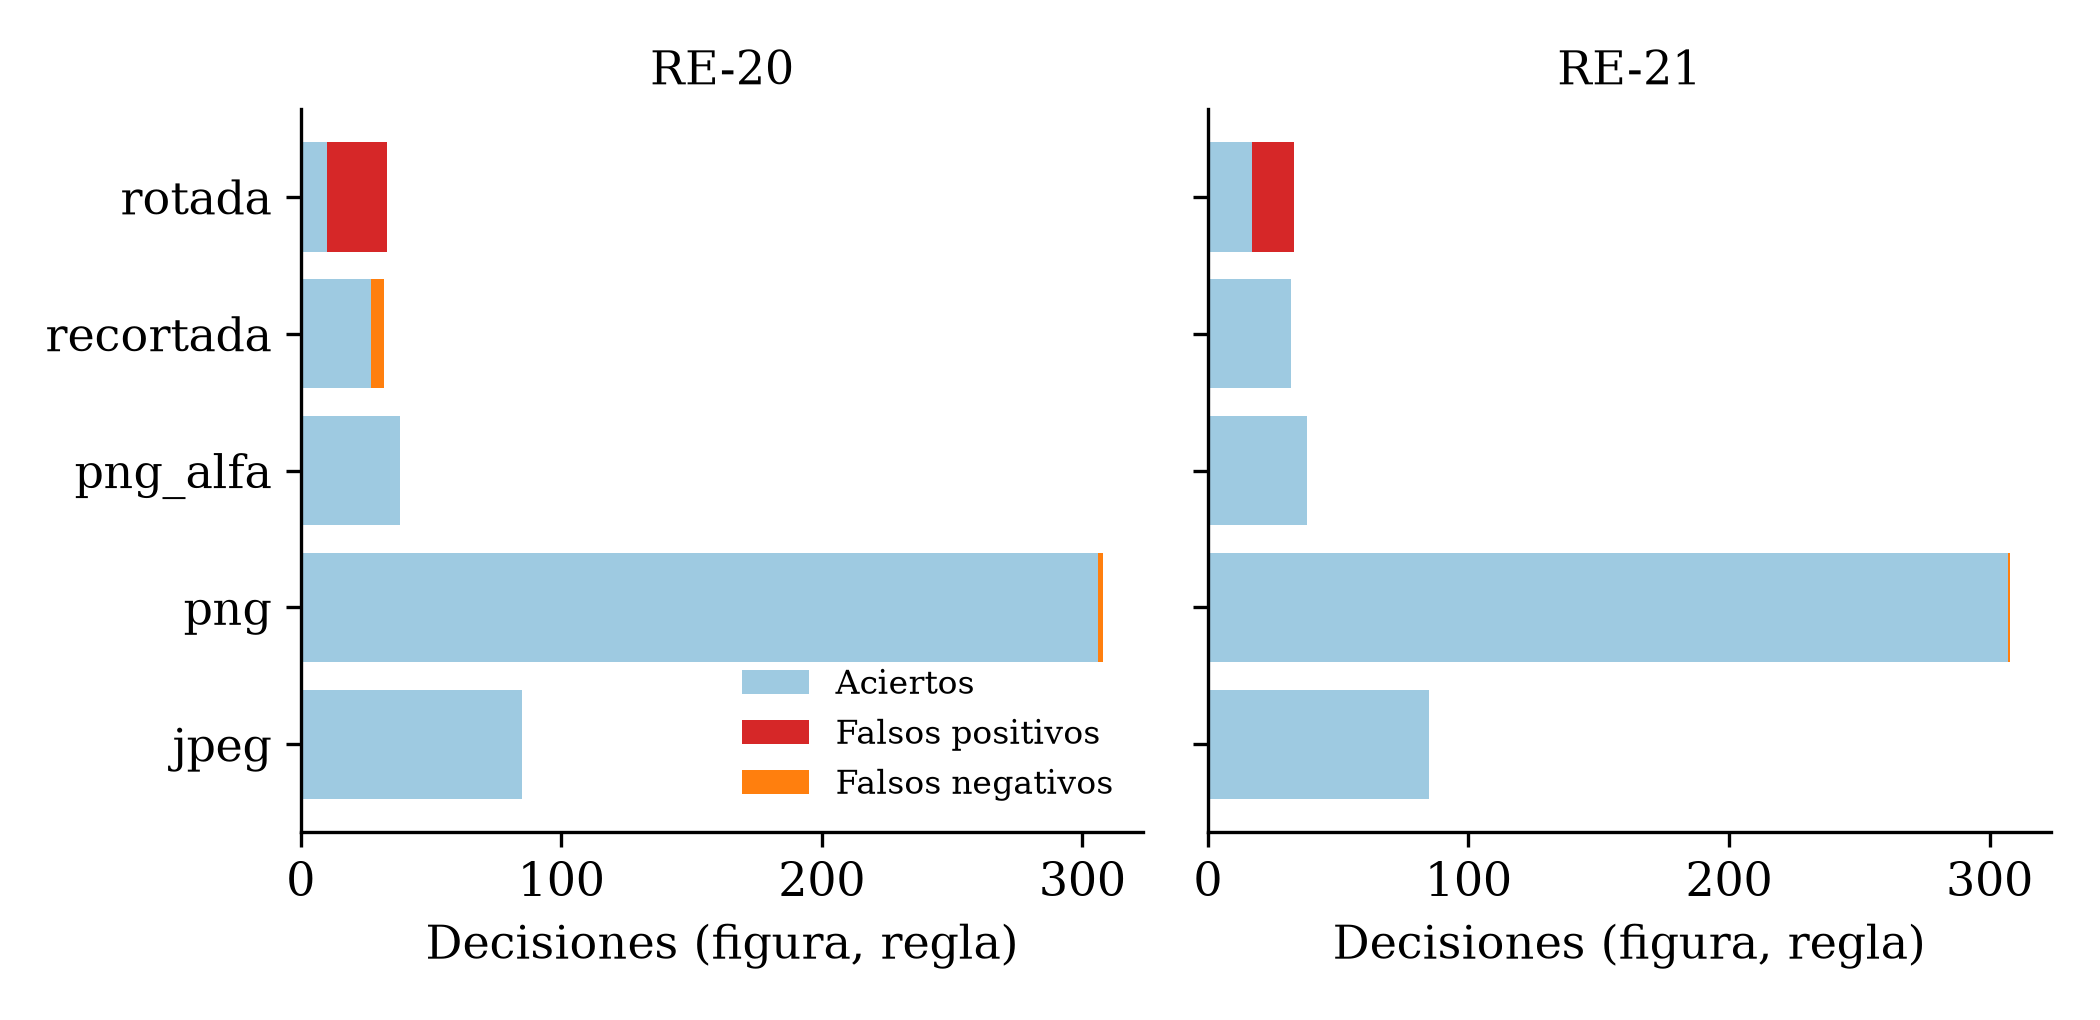 RE-20
RE-21
rotada
recortada
png_alfa
png
jpeg
Aciertos
Falsos positivos
Falsos negativos
0 100 200 300
0 100 200 300
Decisiones (figura, regla)
Decisiones (figura, regla)